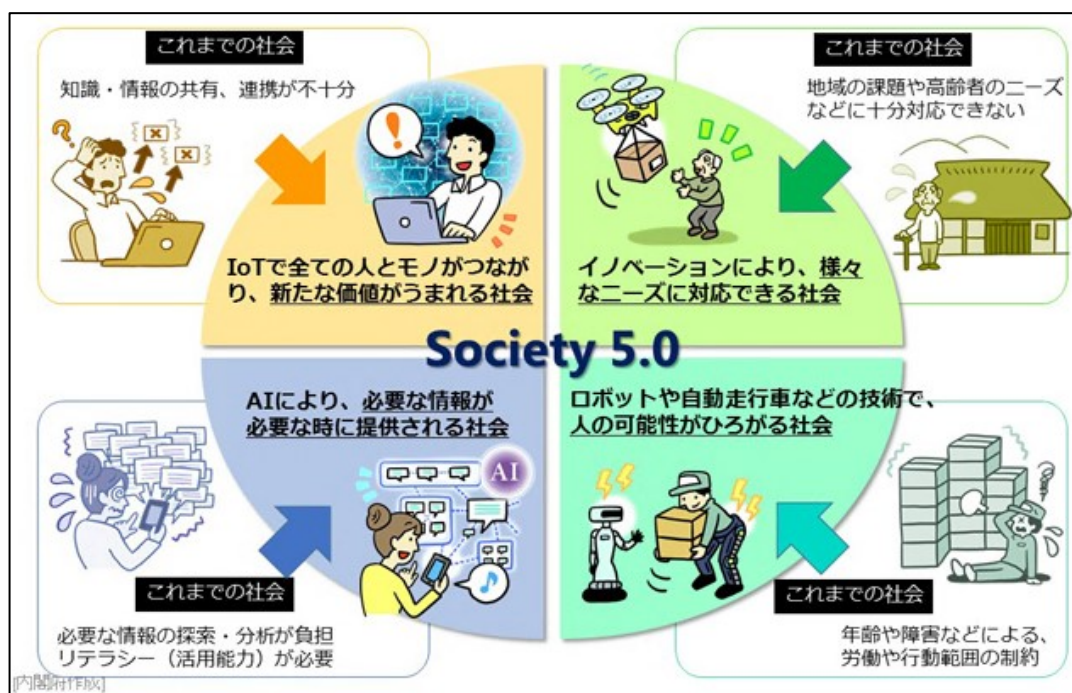 これまでの社会
知識・情報の共有、連携が不十分
IoTで全ての人とモノがつなが
り、新たな価値がうまれる社会
これまでの社会
地域の課題や高齢者のニーズ
などに十分対応できない
イノベーションにより、様々
なニーズに対応できる社会
Society 5.0
AIにより、必要な情報が
必要な時に提供される社会
AI
これまでの社会
必要な情報の探索・分析が負担
リテラシー（活用能力）が必要
ロボットや自動走行車などの技術で、
人の可能性がひろがる社会
これまでの社会
年齢や障害などによる、
労働や行動範囲の制約
[内閣府作成]